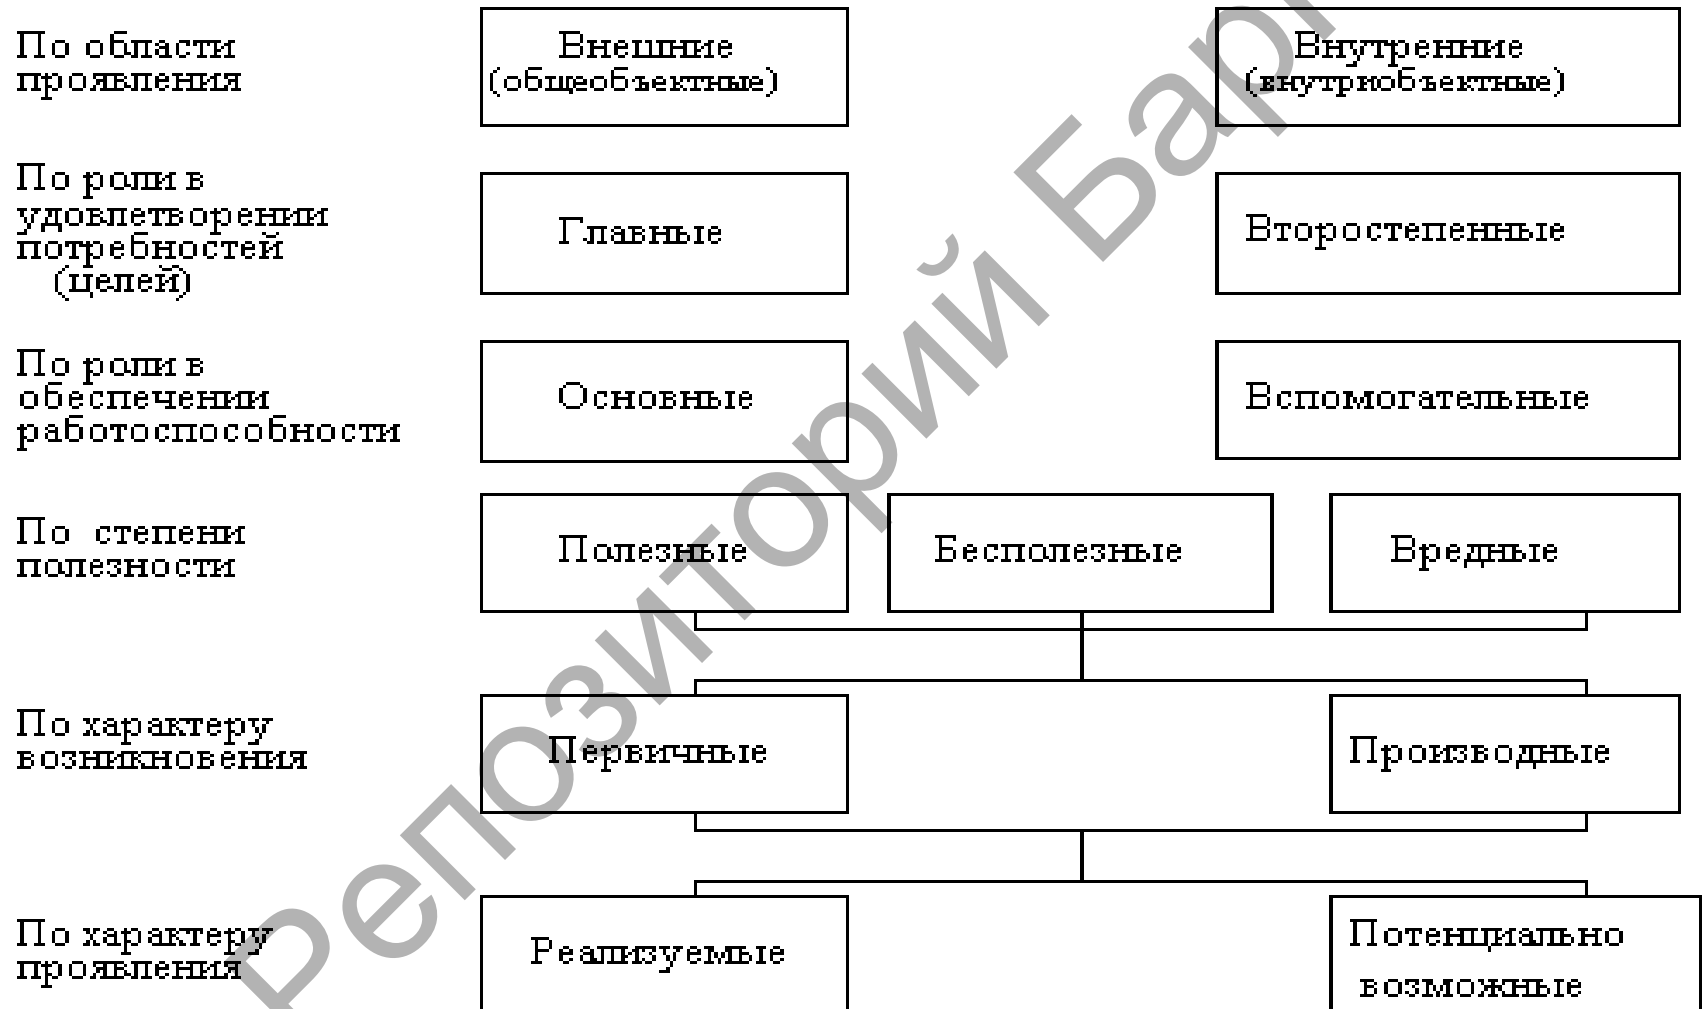 По области
проявления
Внешние
(общеобъектные)
Внутренние
(внутриобъектные)
По роли в
удовлетворении
потребностей
(целей)
Главные
Второстепенные
По роли в
обеспечении
работоспособности
Основные
Вспомогательные
По степени
полезности
Полезные
Бесполезные
Вредные
По характеру
возникновения
Первичные
Производные
По характеру
проявления
Реализуемые
Потенциально
возможные
Репозиторий